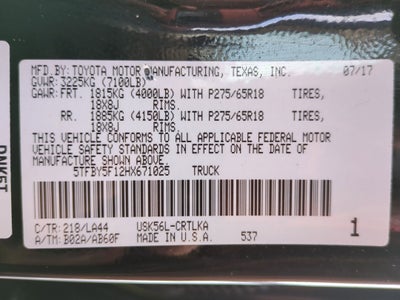 MFD.BY:TOYOTA MOTOR MANUFACTURING, TEXAS, INC. 07/17
GVWR: 3225KG (7100LB)
GAWR: FRT. 1815KG (4000LB) WITH P275/65R18 TIRES,
18X8J RIMS.
RR. 1885KG (4150LB) WITH P275/65R18 TIRES,
18X8J RIMS.
THIS VEHICLE CONFORMS TO ALL APPLICABLE FEDERAL MOTOR
VEHICLE SAFETY STANDARDS IN EFFECT ON THE DATE OF
MANUFACTURE SHOWN ABOVE.
5TFBY5F12HX671025 TRUCK
C/TR: 218/LA44 USK56L-CRTLKA
A/TM: B02A/AB60F MADE IN U.S.A. 537 1